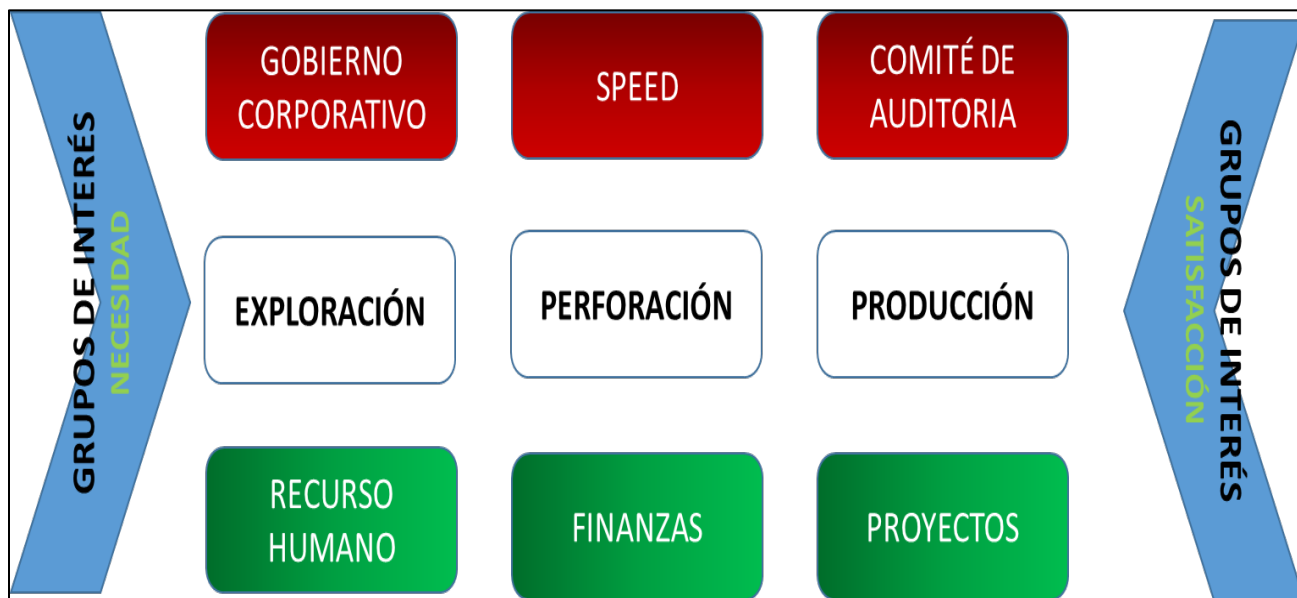 GRUPOS DE INTERÉS
NECESIDAD
GOBIERNO
CORPORATIVO
SPEED
COMITÉ DE
AUDITORIA
EXPLORACIÓN
PERFORACIÓN
PRODUCCIÓN
RECURSO
HUMANO
FINANZAS
PROYECTOS
GRUPOS DE INTERÉS
SATISFACCIÓN